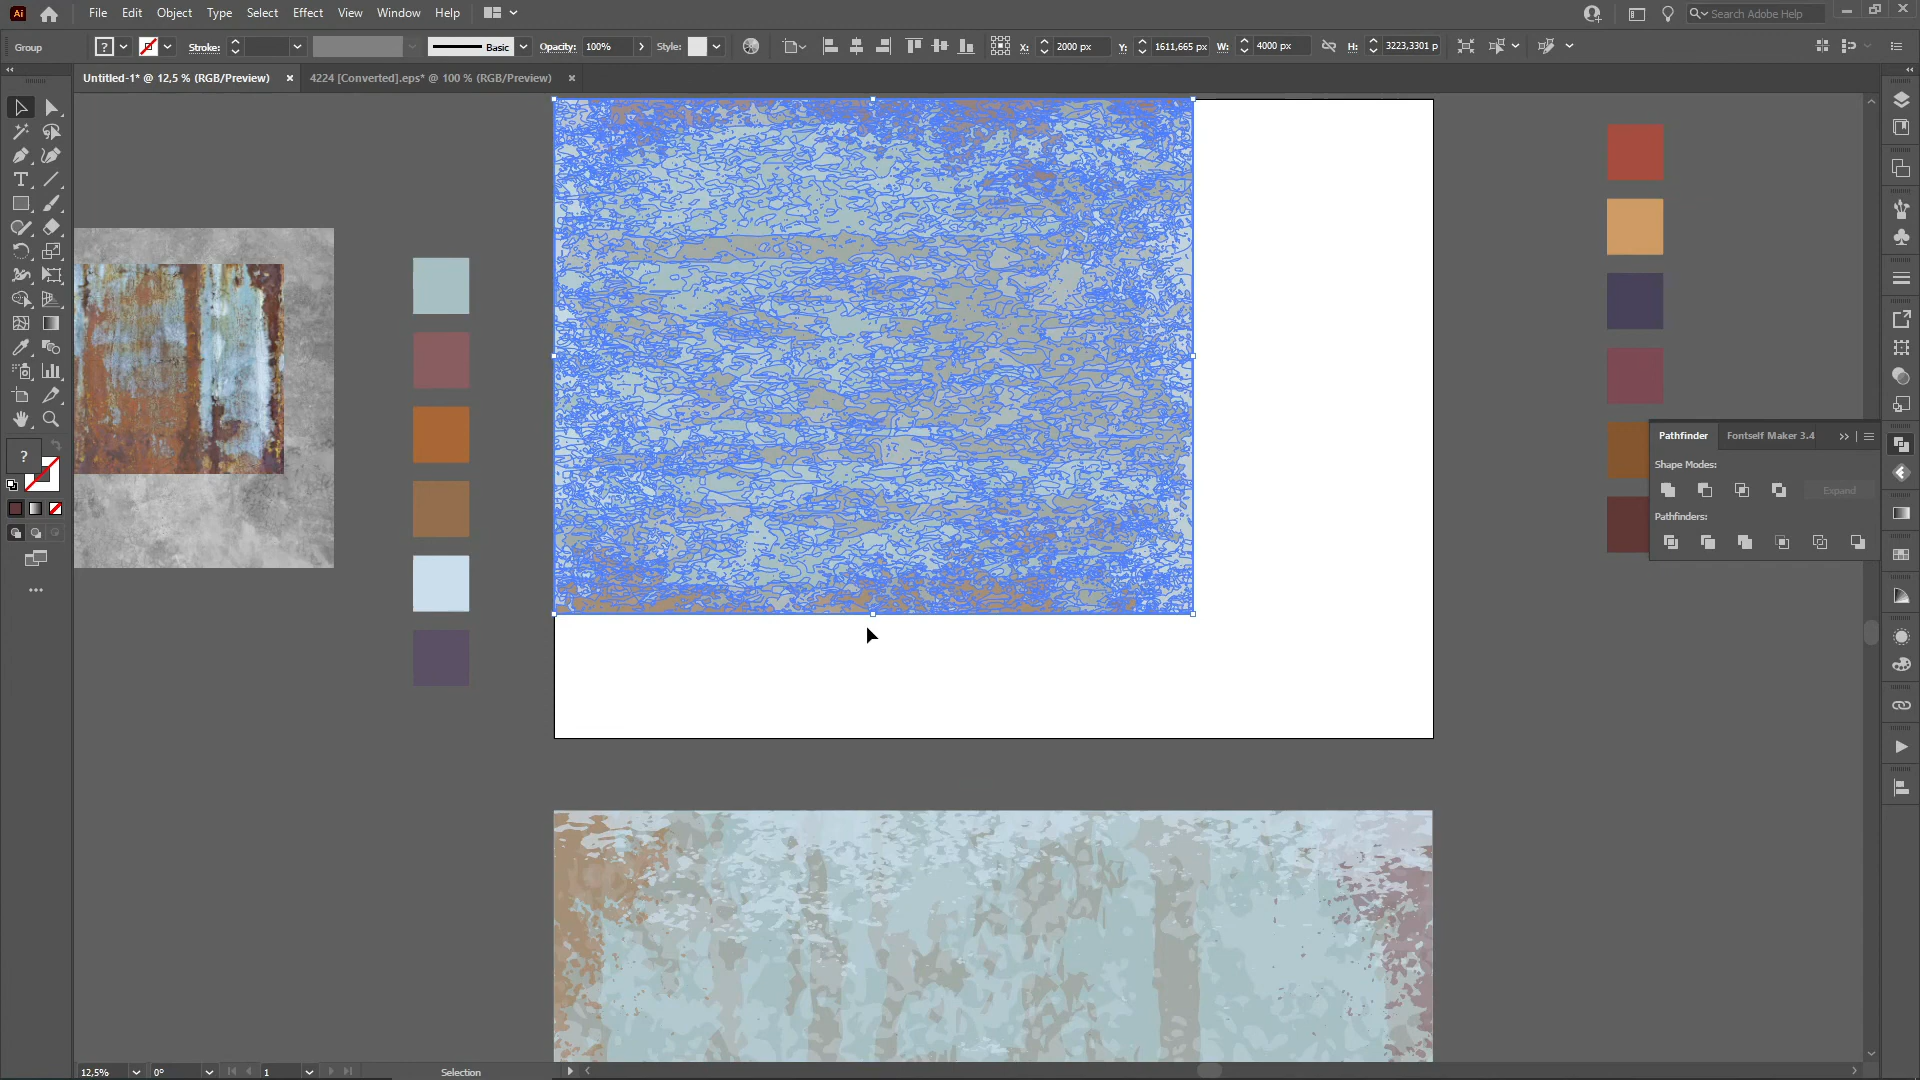 Ai File Edit Object Type Select Effect View Window Help Search Adobe Help
Group ? Stroke: Basic Opacity: 100% Style: X: 2000 px Y: 1611,665 px W: 4000 px H: 3223,3301 p
Untitled-1* @ 12,5 % (RGB/Preview) × 4224 [Converted].eps* @ 100 % (RGB/Preview) ×
Pathfinder Fontself Maker 3.4
Shape Modes:
Expand
Pathfinders:
?
12,5% 0° 1 Selection